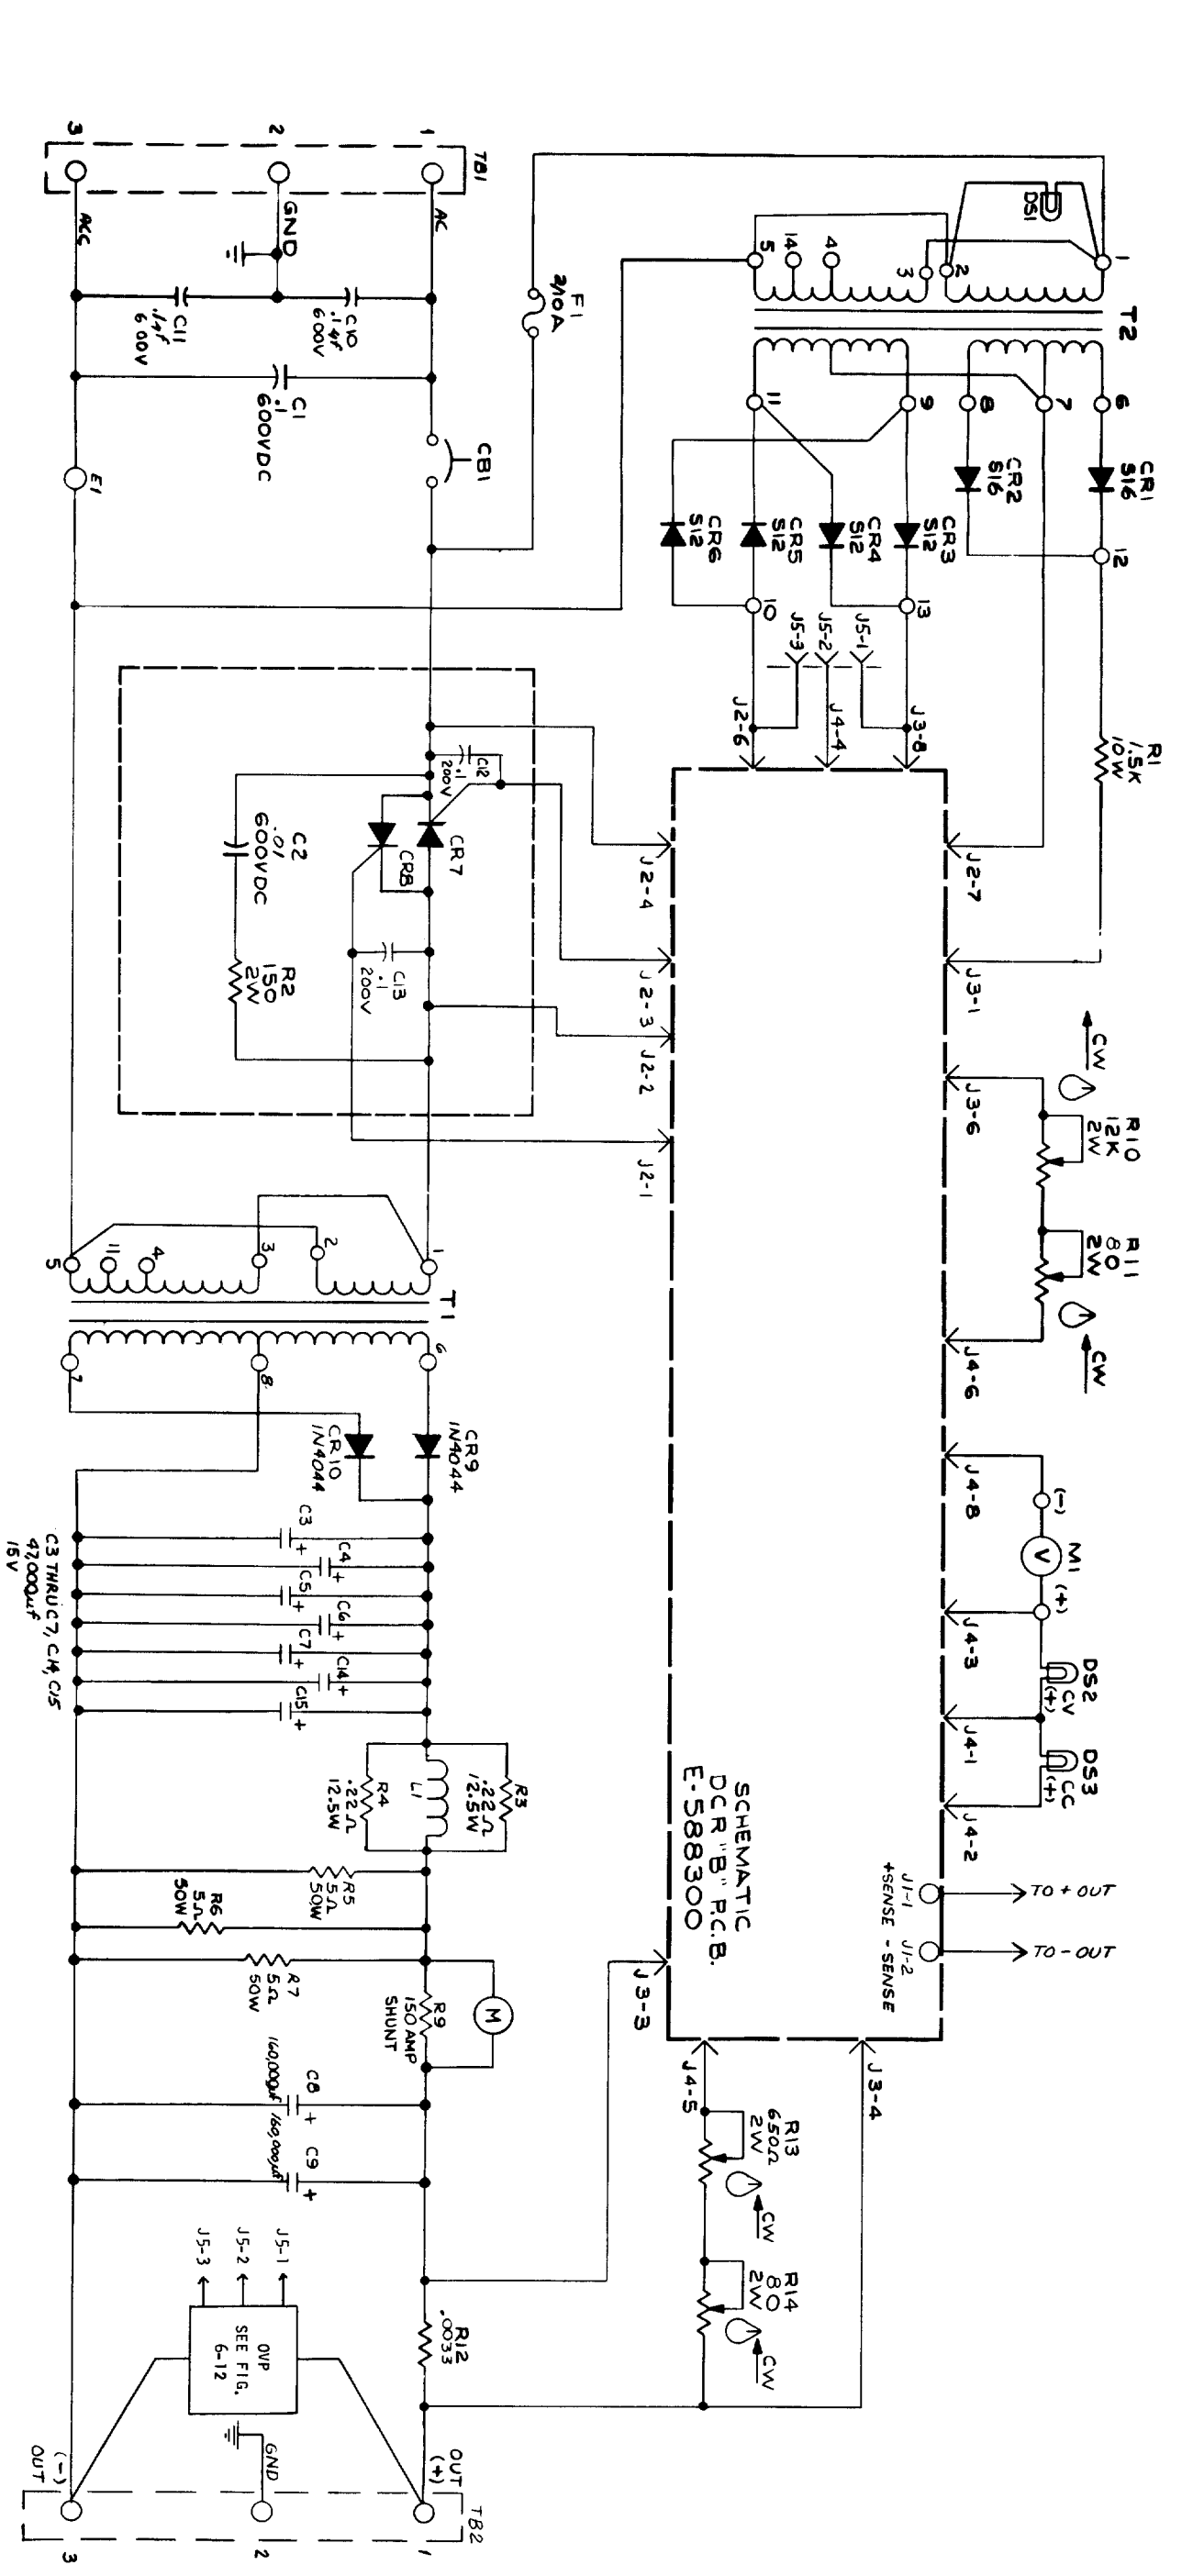 TB1
1
2
3
AC
GND
ACC
C10
.1µf
600V
C11
.1µf
600V
C1
.1
600VDC
CB1
E1
F1
2/10A
DS1
T2
1
2
3
4
14
5
6
7
8
9
11
CR1
S16
CR2
S16
CR3
S12
CR4
S12
CR5
S12
CR6
S12
12
13
10
J5-1
J5-2
J5-3
J3-8
J4-4
J2-6
R1
1.5K
10W
J2-7
J3-1
J2-4
J2-3
J2-2
J2-1
C12
.1
200V
CR7
CR8
C13
.1
200V
C2
.01
600VDC
R2
150
2W
CW
R10
12K
2W
R11
80
2W
CW
J3-6
J4-6
T1
1
2
3
4
11
5
6
8
7
CR9
1N4044
CR10
1N4044
J4-8
(-)
M1
V
(+)
J4-3
DS2
CV
(+)
J4-1
DS3
CC
(+)
J4-2
C3
C4
C5
C6
C7
C14
C15
+
+
+
+
+
+
+
C3 THRU C7, C14, C15
47,000µf
15V
R3
.22Ω
12.5W
L1
R4
.22Ω
12.5W
SCHEMATIC
DCR "B" P.C.B.
E-588300
J1-1
+SENSE
J1-2
- SENSE
TO + OUT
TO - OUT
R5
5Ω
50W
R6
5Ω
50W
R7
5Ω
50W
M
R9
150 AMP
SHUNT
C8
160,000µf
+
C9
160,000µf
+
J3-3
J4-5
J3-4
R13
650Ω
2W
CW
R14
80
2W
CW
R12
.0033
J5-1
J5-2
J5-3
OVP
SEE FIG.
6-12
OUT
(+)
GND
(-)
OUT
TB2
1
2
3